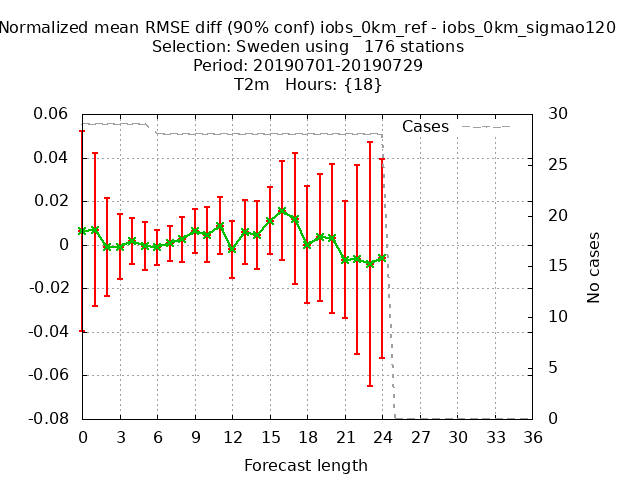 Normalized mean RMSE diff (90% conf) iobs_0km_ref - iobs_0km_sigmao120
Selection: Sweden using 176 stations
Period: 20190701-20190729
T2m Hours: {18}
Cases
0.06
0.04
0.02
0
-0.02
-0.04
-0.06
-0.08
30
25
20
15
10
5
0
No cases
0 3 6 9 12 15 18 21 24 27 30 33 36
Forecast length